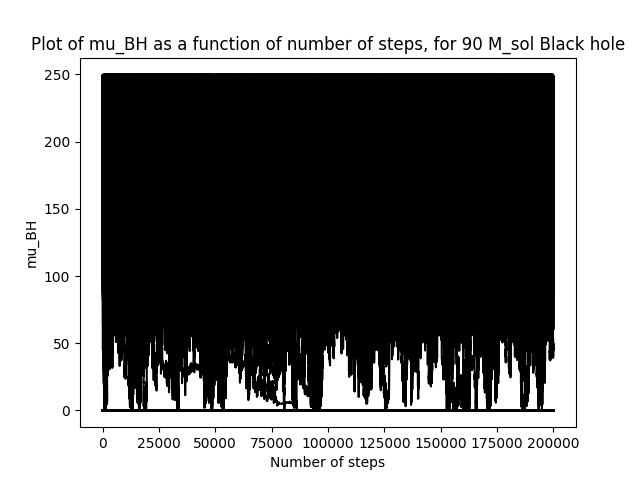 Plot of mu_BH as a function of number of steps, for 90 M_sol Black hole
250
200
150
100
50
0
mu_BH
0 25000 50000 75000 100000 125000 150000 175000 200000
Number of steps